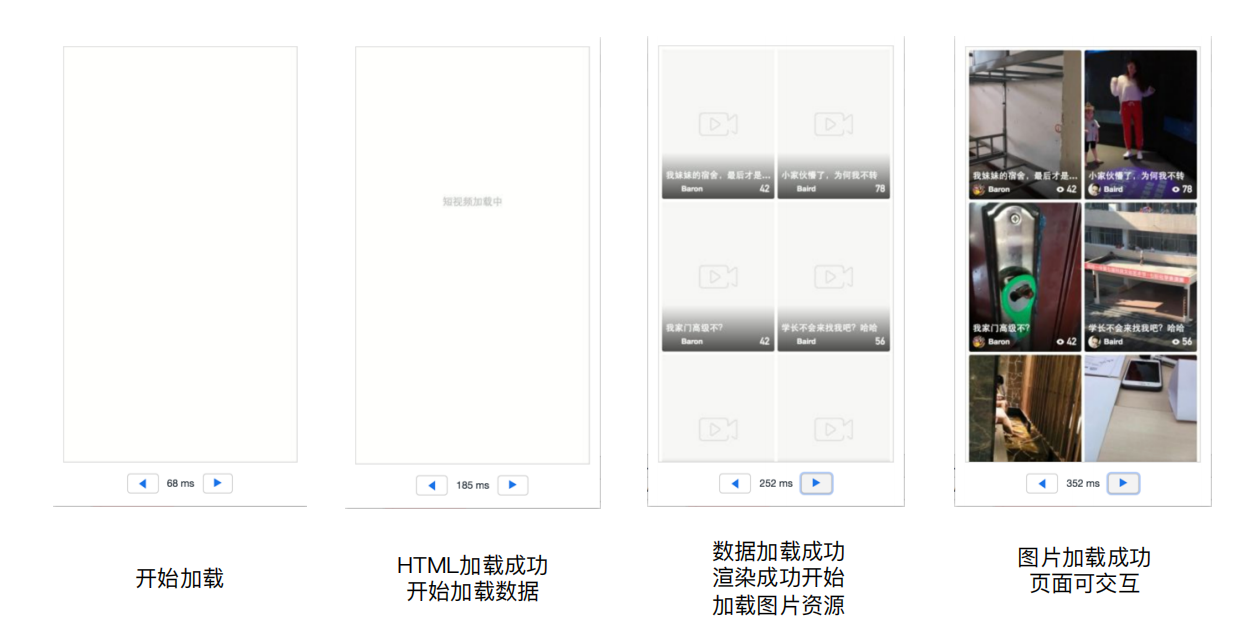 短视频加载中
我妹妹的宿舍，最后才是...
Baron 42
小家伙懵了，为何我不转
Baird 78
我家门高级不？
Baron 42
学长不会来找我吧？哈哈
Baird 56
我妹妹的宿舍，最后才是...
Baron 42
小家伙懵了，为何我不转
Baird 78
我家门高级不？
Baron 42
学长不会来找我吧？哈哈
Baird 56
68 ms
185 ms
252 ms
352 ms
开始加载
HTML加载成功
开始加载数据
数据加载成功
渲染成功开始
加载图片资源
图片加载成功
页面可交互